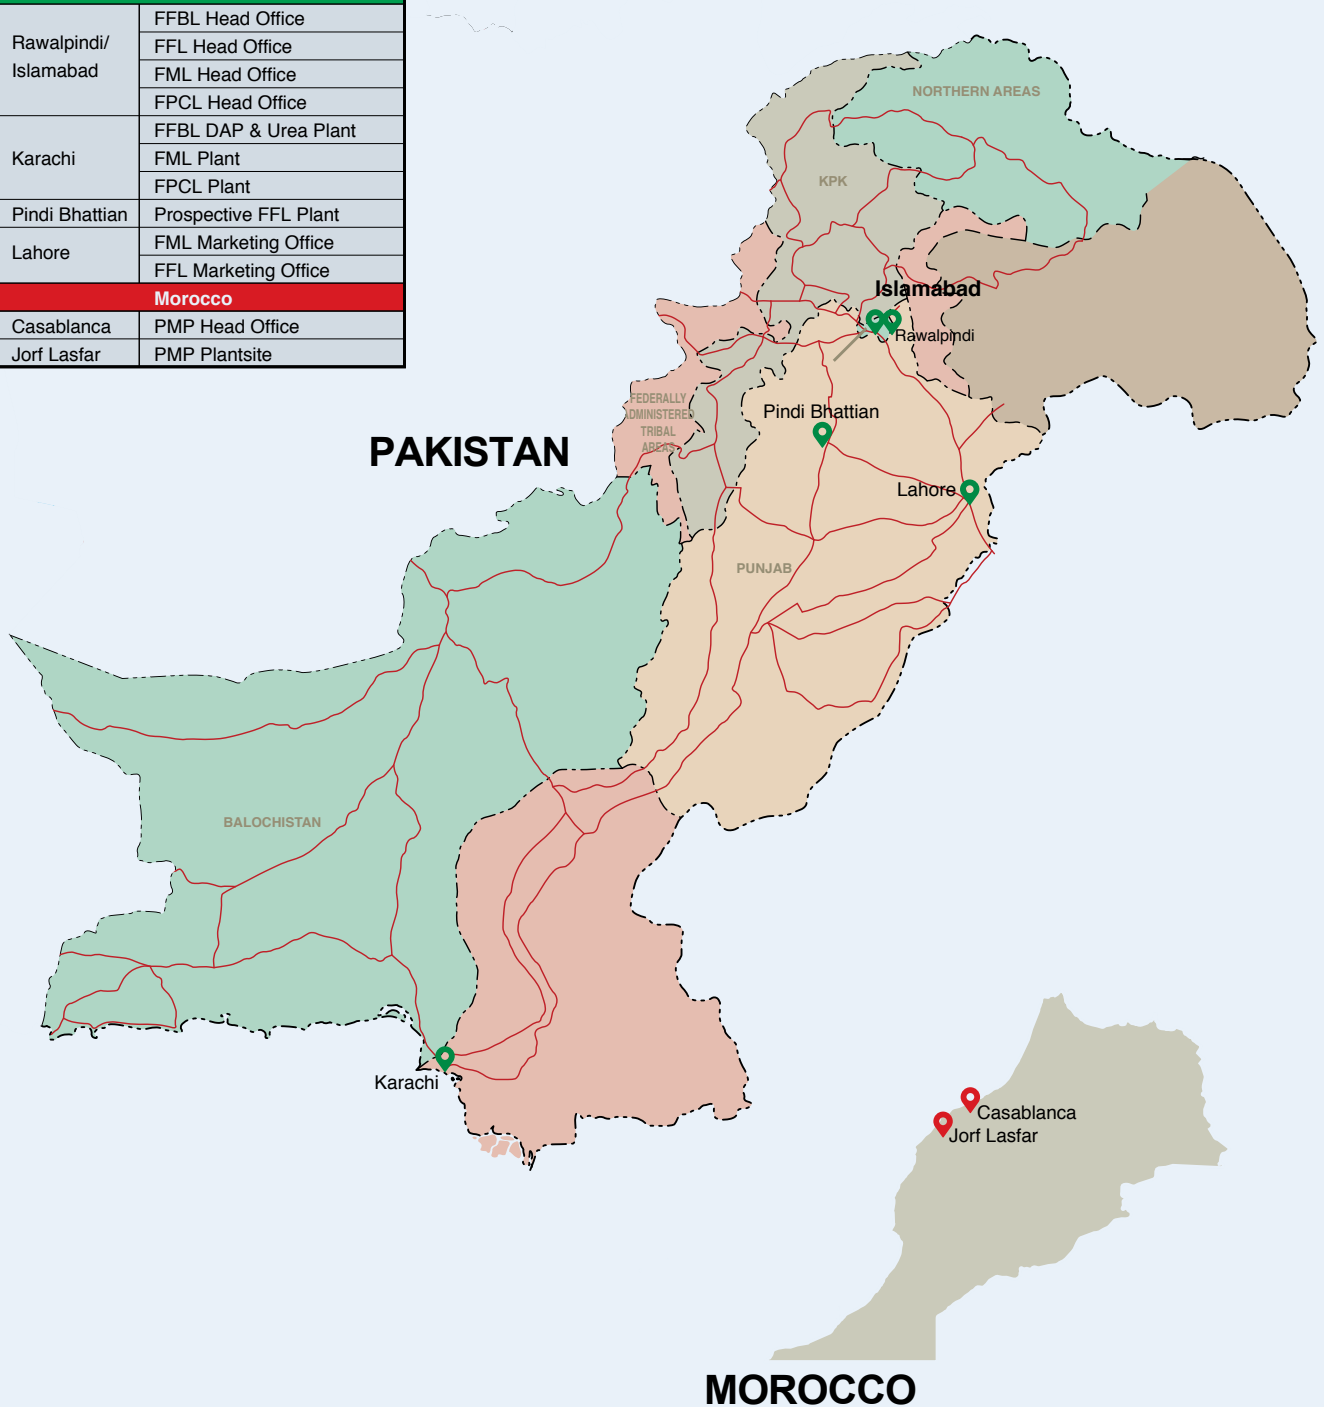 Rawalpindi/
Islamabad
FFBL Head Office
FFL Head Office
FML Head Office
FPCL Head Office
Karachi
FFBL DAP & Urea Plant
FML Plant
FPCL Plant
Pindi Bhattian
Prospective FFL Plant
Lahore
FML Marketing Office
FFL Marketing Office
Morocco
Casablanca
PMP Head Office
Jorf Lasfar
PMP Plantsite
NORTHERN AREAS
KPK
Islamabad
Rawalpindi
FEDERALLY
ADMINISTERED
TRIBAL
AREAS
Pindi Bhattian
PAKISTAN
Lahore
PUNJAB
BALOCHISTAN
Karachi
Casablanca
Jorf Lasfar
MOROCCO